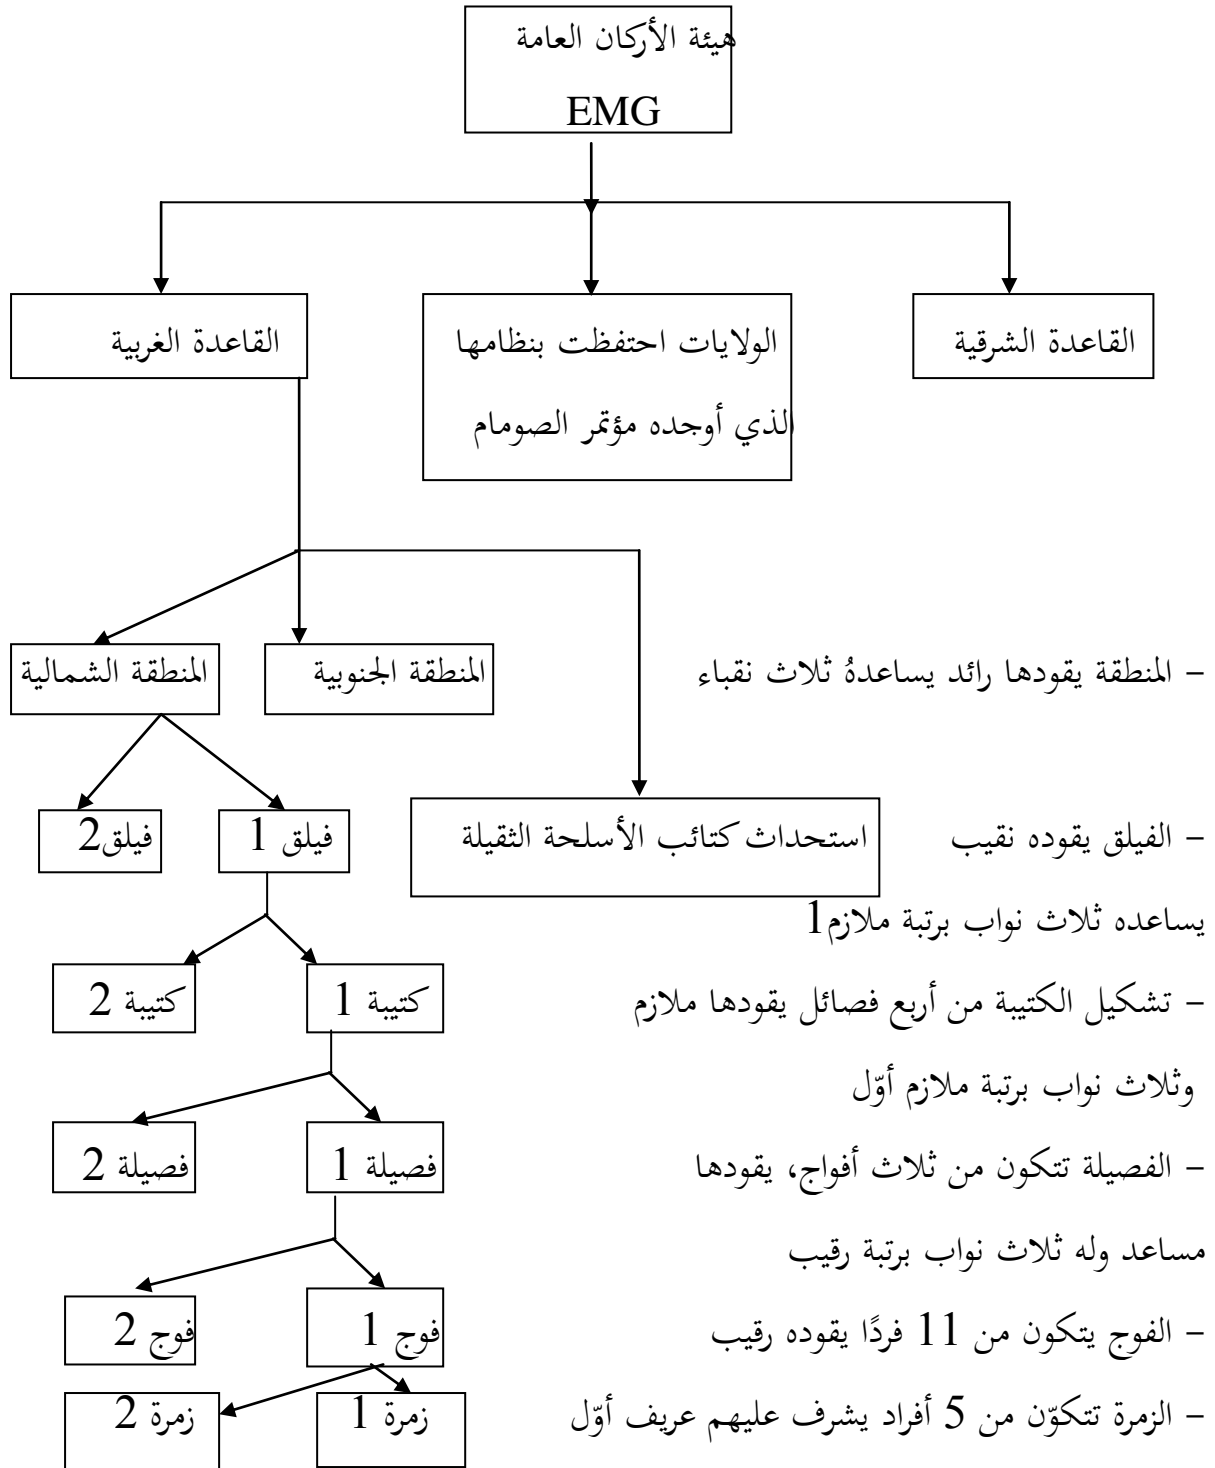 هيئة الأركان العامة
EMG
القاعدة الشرقية
الولايات احتفظت بنظامها
الذي أوجده مؤتمر الصومام
القاعدة الغربية
– المنطقة يقودها رائد يساعدهُ ثلاث نقباء
المنطقة الجنوبية
المنطقة الشمالية
– الفيلق يقوده نقيب
استحداث كتائب الأسلحة الثقيلة
فيلق 1
فيلق2
يساعده ثلاث نواب برتبة ملازم1
– تشكيل الكتيبة من أربع فصائل يقودها ملازم
كتيبة 1
كتيبة 2
وثلاث نواب برتبة ملازم أوّل
– الفصيلة تتكون من ثلاث أفواج، يقودها
فصيلة 1
فصيلة 2
مساعد وله ثلاث نواب برتبة رقيب
– الفوج يتكون من 11 فردًا يقوده رقيب
فوج 1
فوج 2
– الزمرة تتكوّن من 5 أفراد يشرف عليهم عريف أوّل
زمرة 1
زمرة 2